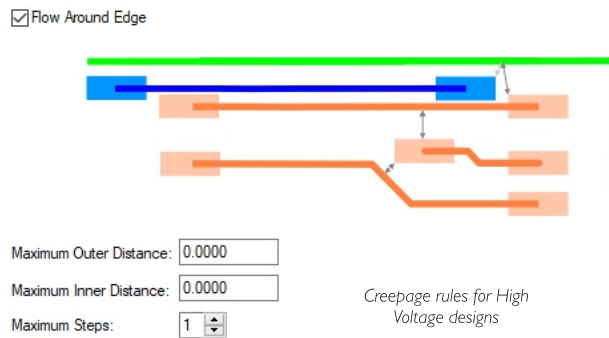 Flow Around Edge
Maximum Outer Distance: 0.0000
Maximum Inner Distance: 0.0000
Maximum Steps: 1
Creepage rules for High
Voltage designs